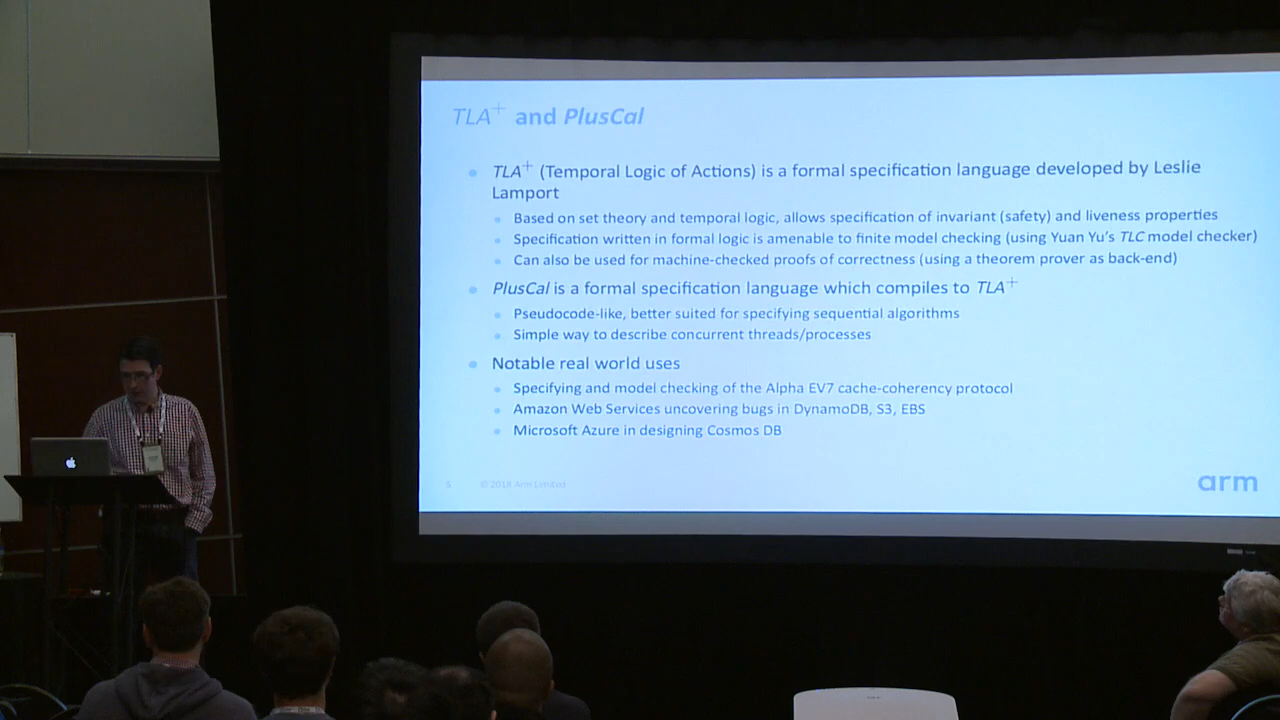 TLA+ and PlusCal
TLA+ (Temporal Logic of Actions) is a formal specification language developed by Leslie
Lamport
Based on set theory and temporal logic, allows specification of invariant (safety) and liveness properties
Specification written in formal logic is amenable to finite model checking (using Yuan Yu's TLC model checker)
Can also be used for machine-checked proofs of correctness (using a theorem prover as back-end)
PlusCal is a formal specification language which compiles to TLA+
Pseudocode-like, better suited for specifying sequential algorithms
Simple way to describe concurrent threads/processes
Notable real world uses
Specifying and model checking of the Alpha EV7 cache-coherency protocol
Amazon Web Services uncovering bugs in DynamoDB, S3, EBS
Microsoft Azure in designing Cosmos DB
5 © 2018 Arm Limited
arm